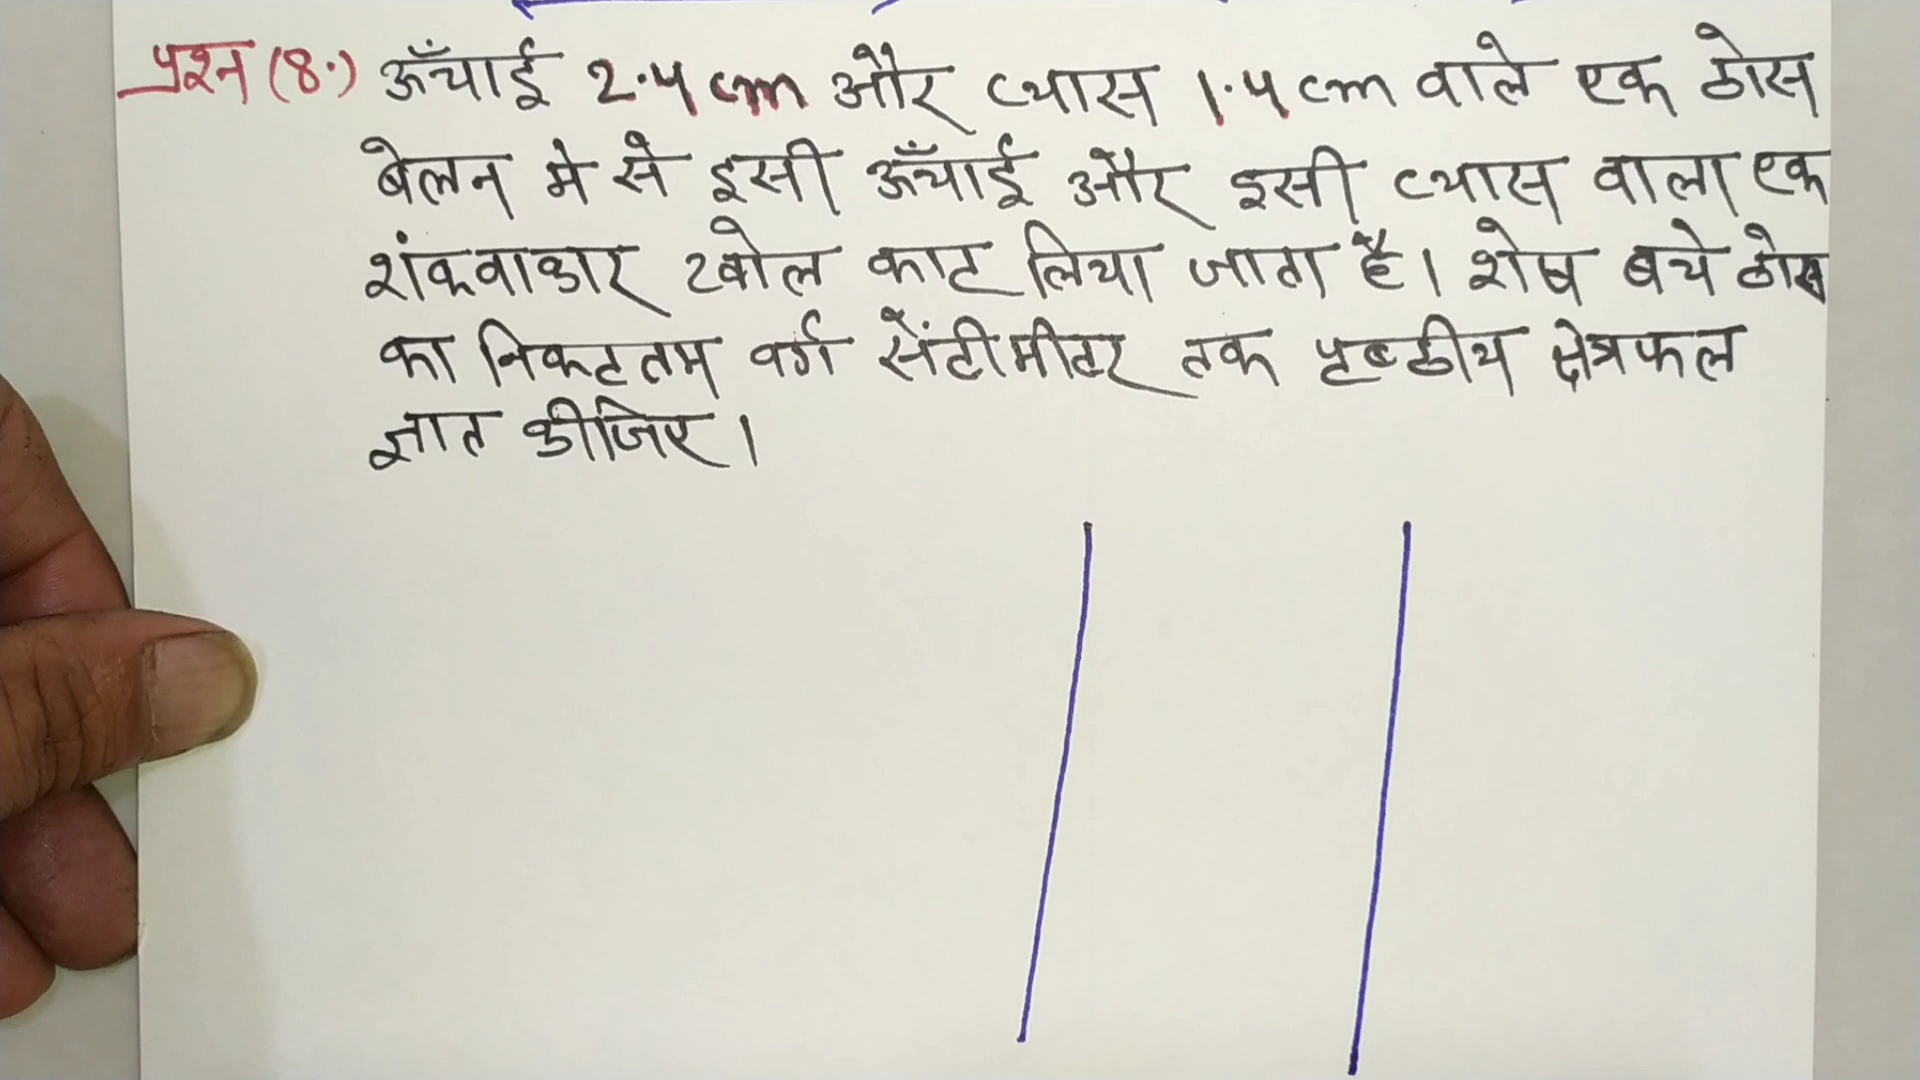 प्रश्न (8.) ऊँचाई 2.4 cm और व्यास 1.4 cm वाले एक ठोस
बेलन मे से इसी ऊँचाई और इसी व्यास वाला एक
शंकवाकार खोल काट लिया जाता है। शेष बचे ठोस
का निकटतम वर्ग सेंटीमीटर तक पृष्ठीय क्षेत्रफल
ज्ञात कीजिए।